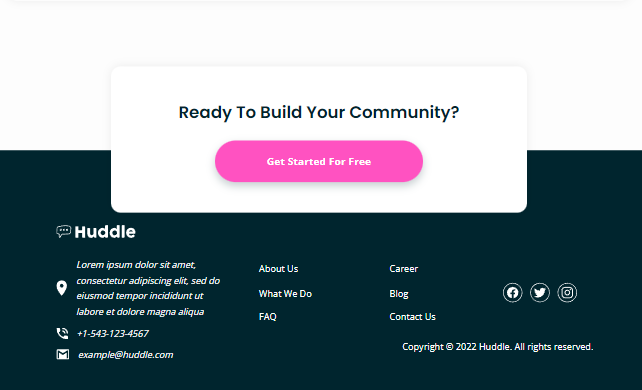 Ready To Build Your Community?
Get Started For Free
Huddle
Lorem ipsum dolor sit amet,
consectetur adipiscing elit, sed do
eiusmod tempor incididunt ut
labore et dolore magna aliqua
+1-543-123-4567
example@huddle.com
About Us
What We Do
FAQ
Career
Blog
Contact Us
Copyright © 2022 Huddle. All rights reserved.